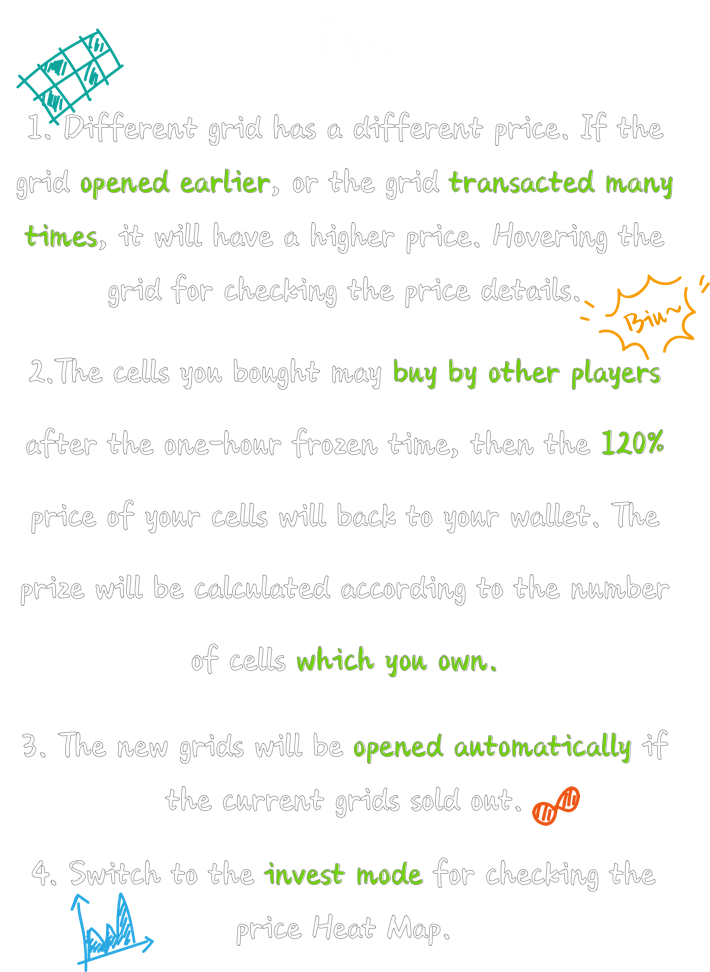 1. Different grid has a different price. If the
grid opened earlier, or the grid transacted many
times, it will have a higher price. Hovering the
grid for checking the price details.
Biu~
2.The cells you bought may buy by other players
after the one-hour frozen time, then the 120%
price of your cells will back to your wallet. The
prize will be calculated according to the number
of cells which you own.
3. The new grids will be opened automatically if
the current grids sold out.
4. Switch to the invest mode for checking the
price Heat Map.